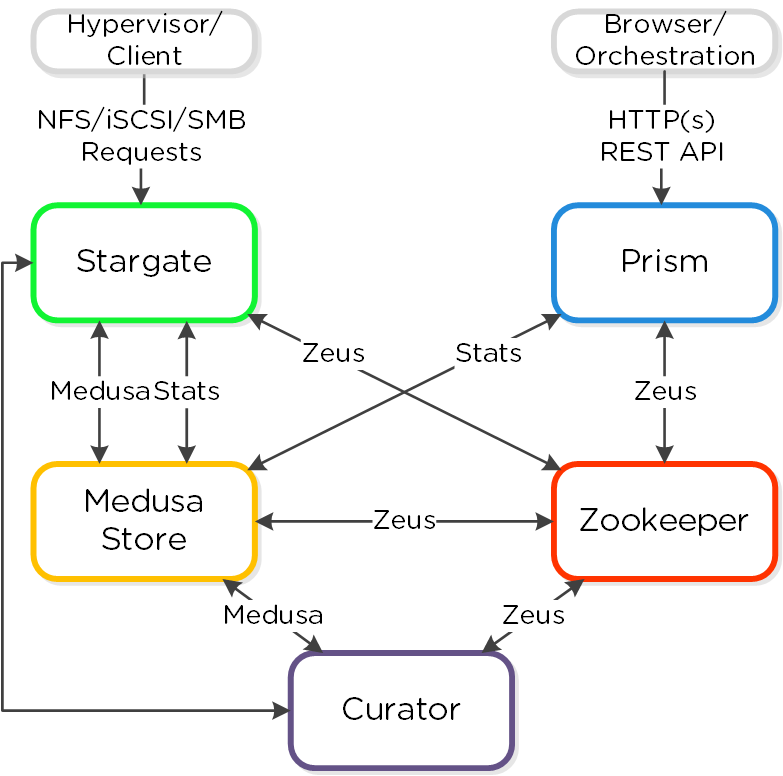 Hypervisor/
Client
Browser/
Orchestration
NFS/iSCSI/SMB
Requests
HTTP(s)
REST API
Stargate
Prism
Zeus
Stats
Medusa
Stats
Zeus
Medusa
Store
Zeus
Zookeeper
Medusa
Zeus
Curator